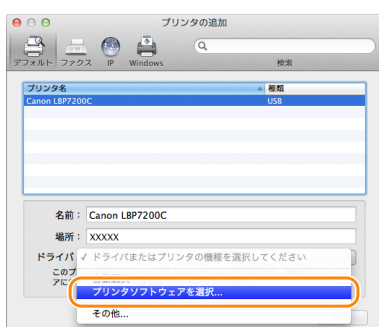 プリンタの追加
デフォルト ファクス IP Windows 検索
プリンタ名 種類
Canon LBP7200C USB
名前： Canon LBP7200C
場所： XXXXX
ドライバ ✓ ドライバまたはプリンタの機種を選択してください
このプ
アに
プリンタソフトウェアを選択...
その他...